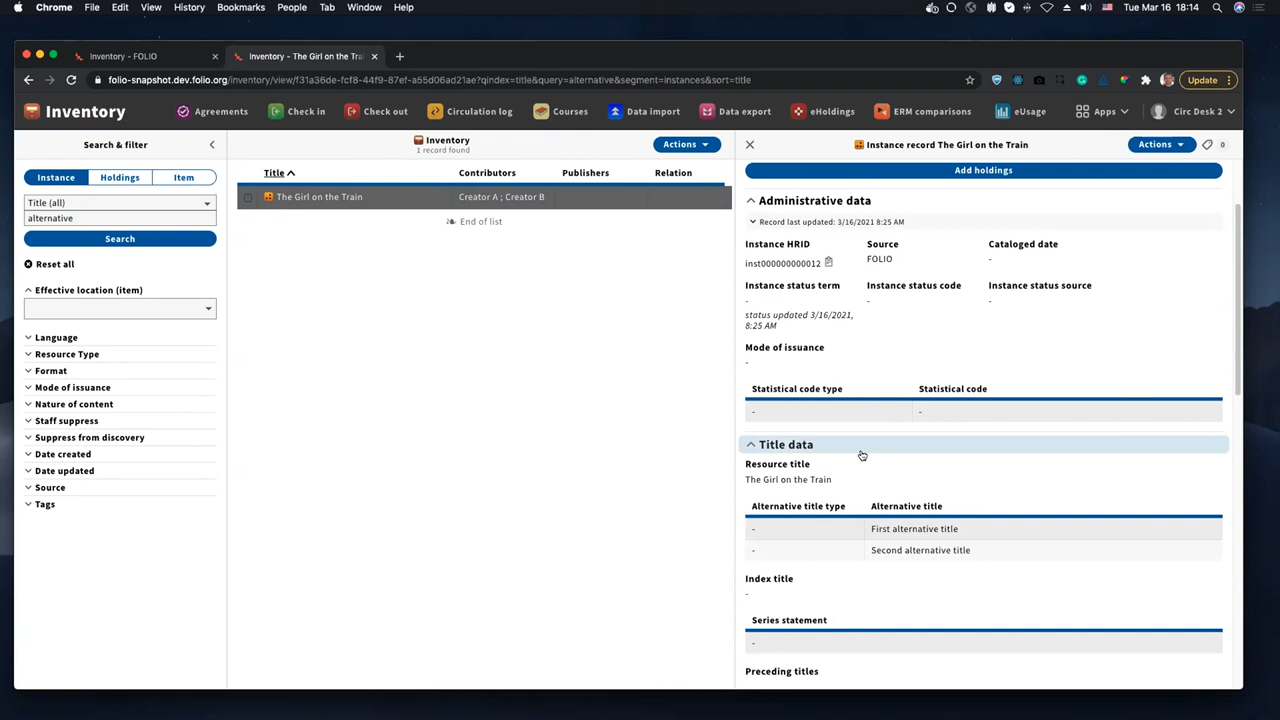 Chrome File Edit View History Bookmarks People Tab Window Help Tue Mar 16 18:14
Inventory - FOLIO
Inventory - The Girl on the Trai
folio-snapshot.dev.folio.org/inventory/view/f31a36de-fcf8-44f9-87ef-a55d06ad21ae?qindex=title&query=alternative&segment=instances&sort=title
Update
Inventory Agreements Check in Check out Circulation log Courses Data import Data export eHoldings ERM comparisons eUsage Apps Circ Desk 2
Search & filter
Instance Holdings Item
Title (all)
alternative
Search
Reset all
Effective location (item)
Language
Resource Type
Format
Mode of issuance
Nature of content
Staff suppress
Suppress from discovery
Date created
Date updated
Source
Tags
Inventory
1 record found
Actions
Title Contributors Publishers Relation
The Girl on the Train Creator A ; Creator B
End of list
Instance record The Girl on the Train
Actions
0
Add holdings
Administrative data
Record last updated: 3/16/2021 8:25 AM
Instance HRID Source Cataloged date
inst000000000012 FOLIO -
Instance status term Instance status code Instance status source
- - -
status updated 3/16/2021,
8:25 AM
Mode of issuance
-
Statistical code type Statistical code
- -
Title data
Resource title
The Girl on the Train
Alternative title type Alternative title
- First alternative title
- Second alternative title
Index title
-
Series statement
-
Preceding titles